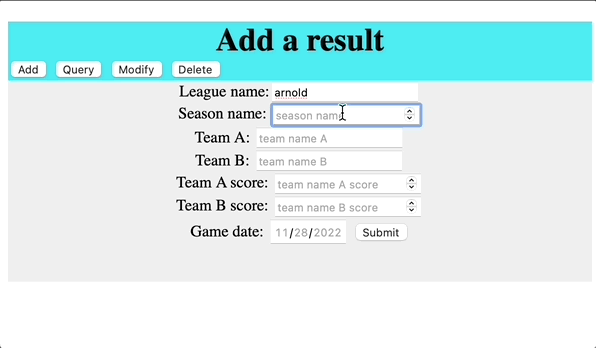 Add a result
Add Query Modify Delete
League name: arnold
Season name: season name
Team A: team name A
Team B: team name B
Team A score: team name A score
Team B score: team name B score
Game date: 11/28/2022 Submit